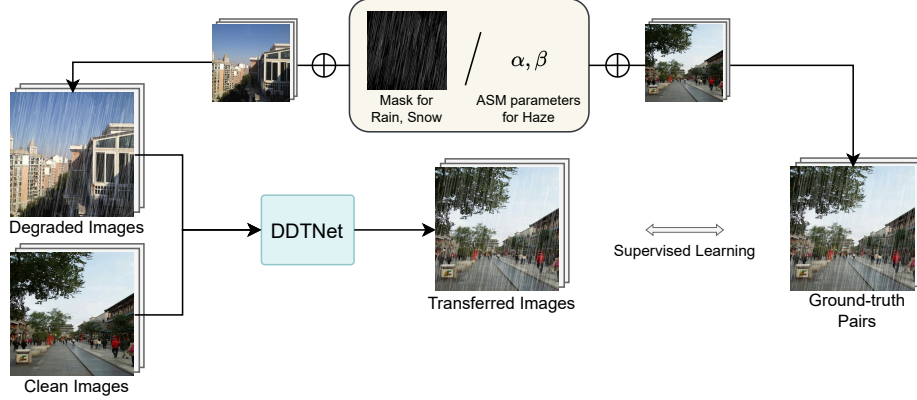 α, β
Mask for
Rain, Snow
ASM parameters
for Haze
Degraded Images
DDTNet
Supervised Learning
Transferred Images
Ground-truth
Pairs
Clean Images